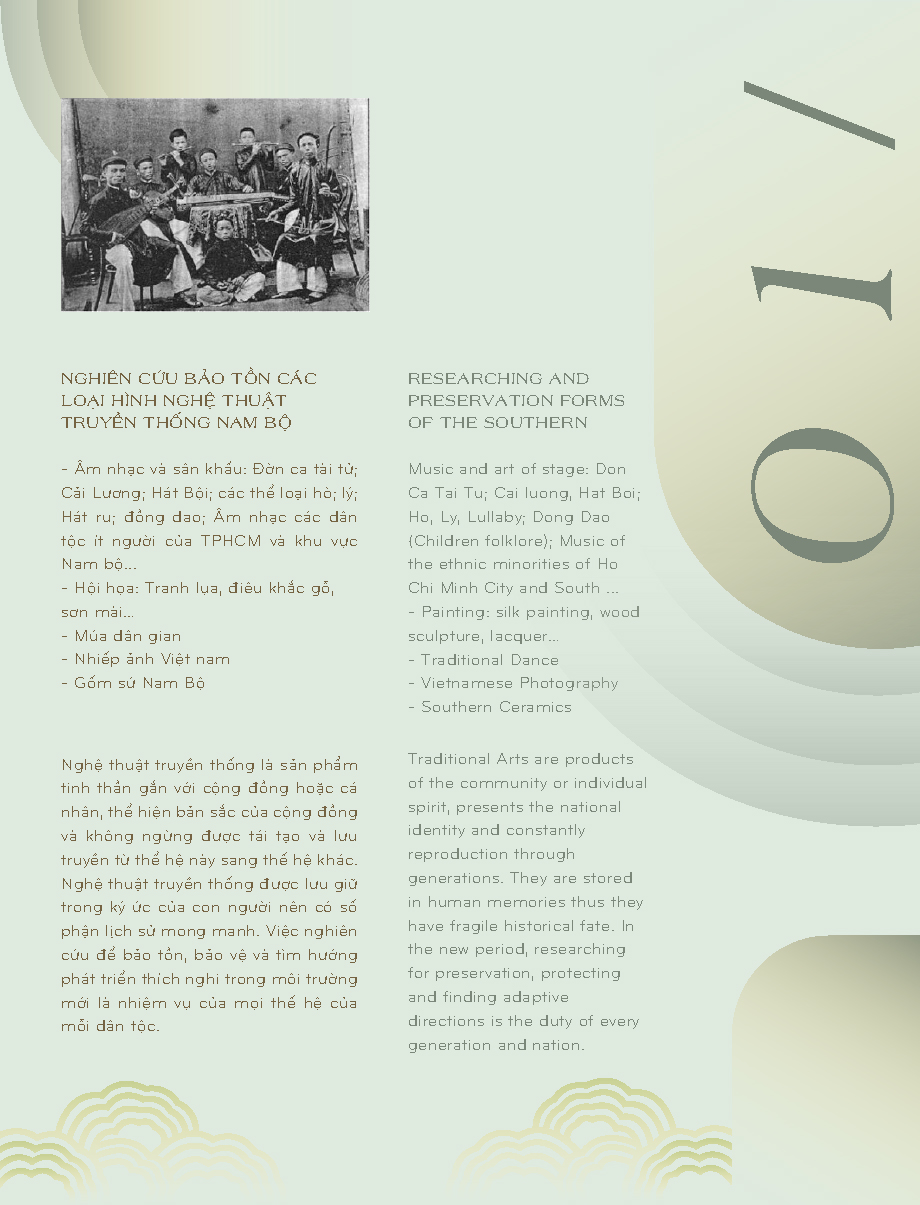 01/
NGHIÊN CỨU BẢO TỒN CÁC
LOẠI HÌNH NGHỆ THUẬT
TRUYỀN THỐNG NAM BỘ
- Âm nhạc và sân khấu: Đờn ca tài tử;
Cải Lương; Hát Bội; các thể loại hò; lý;
Hát ru; đồng dao; Âm nhạc các dân
tộc ít người của TPHCM và khu vực
Nam bộ...
- Hội họa: Tranh lụa, điêu khắc gỗ,
sơn mài...
- Múa dân gian
- Nhiếp ảnh Việt nam
- Gốm sứ Nam Bộ
Nghệ thuật truyền thống là sản phẩm
tinh thần gắn với cộng đồng hoặc cá
nhân, thể hiện bản sắc của cộng đồng
và không ngừng được tái tạo và lưu
truyền từ thế hệ này sang thế hệ khác.
Nghệ thuật truyền thống được lưu giữ
trong ký ức của con người nên có số
phận lịch sử mong manh. Việc nghiên
cứu để bảo tồn, bảo vệ và tìm hướng
phát triển thích nghi trong môi trường
mới là nhiệm vụ của mọi thế hệ của
mỗi dân tộc.
RESEARCHING AND
PRESERVATION FORMS
OF THE SOUTHERN
Music and art of stage: Don
Ca Tai Tu; Cai luong, Hat Boi;
Ho, Ly, Lullaby; Dong Dao
(Children folklore); Music of
the ethnic minorities of Ho
Chi Minh City and South ...
- Painting: silk painting, wood
sculpture, lacquer...
- Traditional Dance
- Vietnamese Photography
- Southern Ceramics
Traditional Arts are products
of the community or individual
spirit, presents the national
identity and constantly
reproduction through
generations. They are stored
in human memories thus they
have fragile historical fate. In
the new period, researching
for preservation, protecting
and finding adaptive
directions is the duty of every
generation and nation.